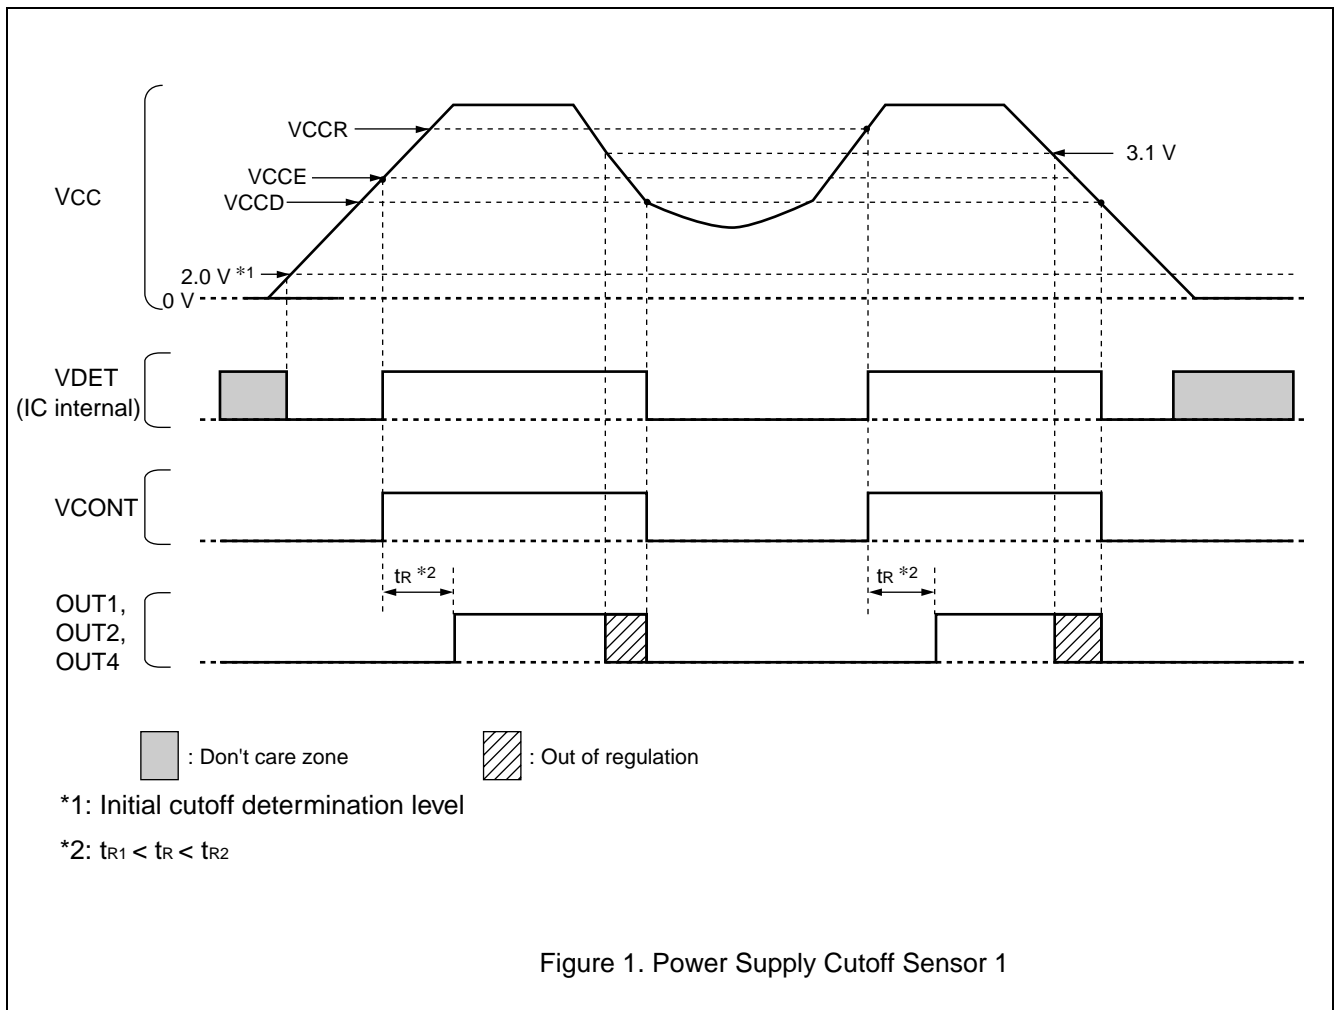 VCC
VCCR
VCCE
VCCD
2.0 V *1
0 V
3.1 V
VDET
(IC internal)
VCONT
tR *2
tR *2
OUT1,
OUT2,
OUT4
: Don't care zone
: Out of regulation
*1: Initial cutoff determination level
*2: tR1 < tR < tR2
Figure 1. Power Supply Cutoff Sensor 1